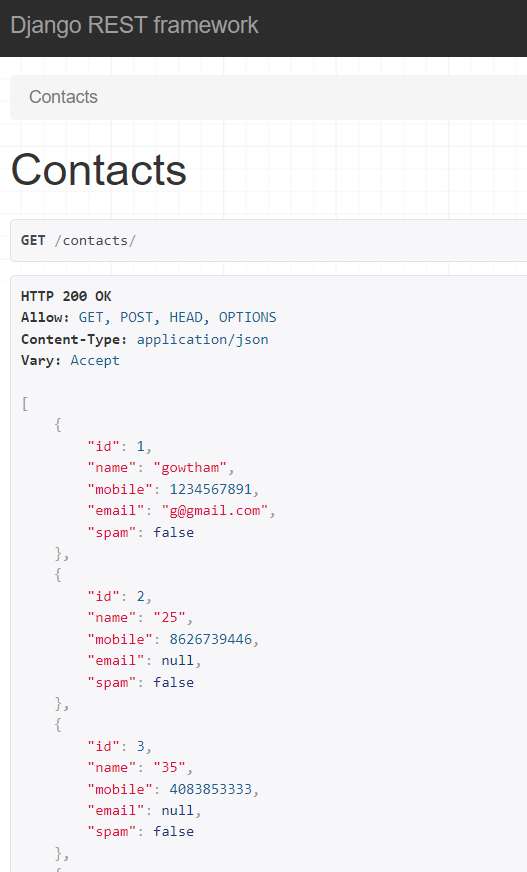 Django REST framework
Contacts
Contacts
GET /contacts/
HTTP 200 OK
Allow: GET, POST, HEAD, OPTIONS
Content-Type: application/json
Vary: Accept
[
    {
        "id": 1,
        "name": "gowtham",
        "mobile": 1234567891,
        "email": "g@gmail.com",
        "spam": false
    },
    {
        "id": 2,
        "name": "25",
        "mobile": 8626739446,
        "email": null,
        "spam": false
    },
    {
        "id": 3,
        "name": "35",
        "mobile": 4083853333,
        "email": null,
        "spam": false
    },
    {